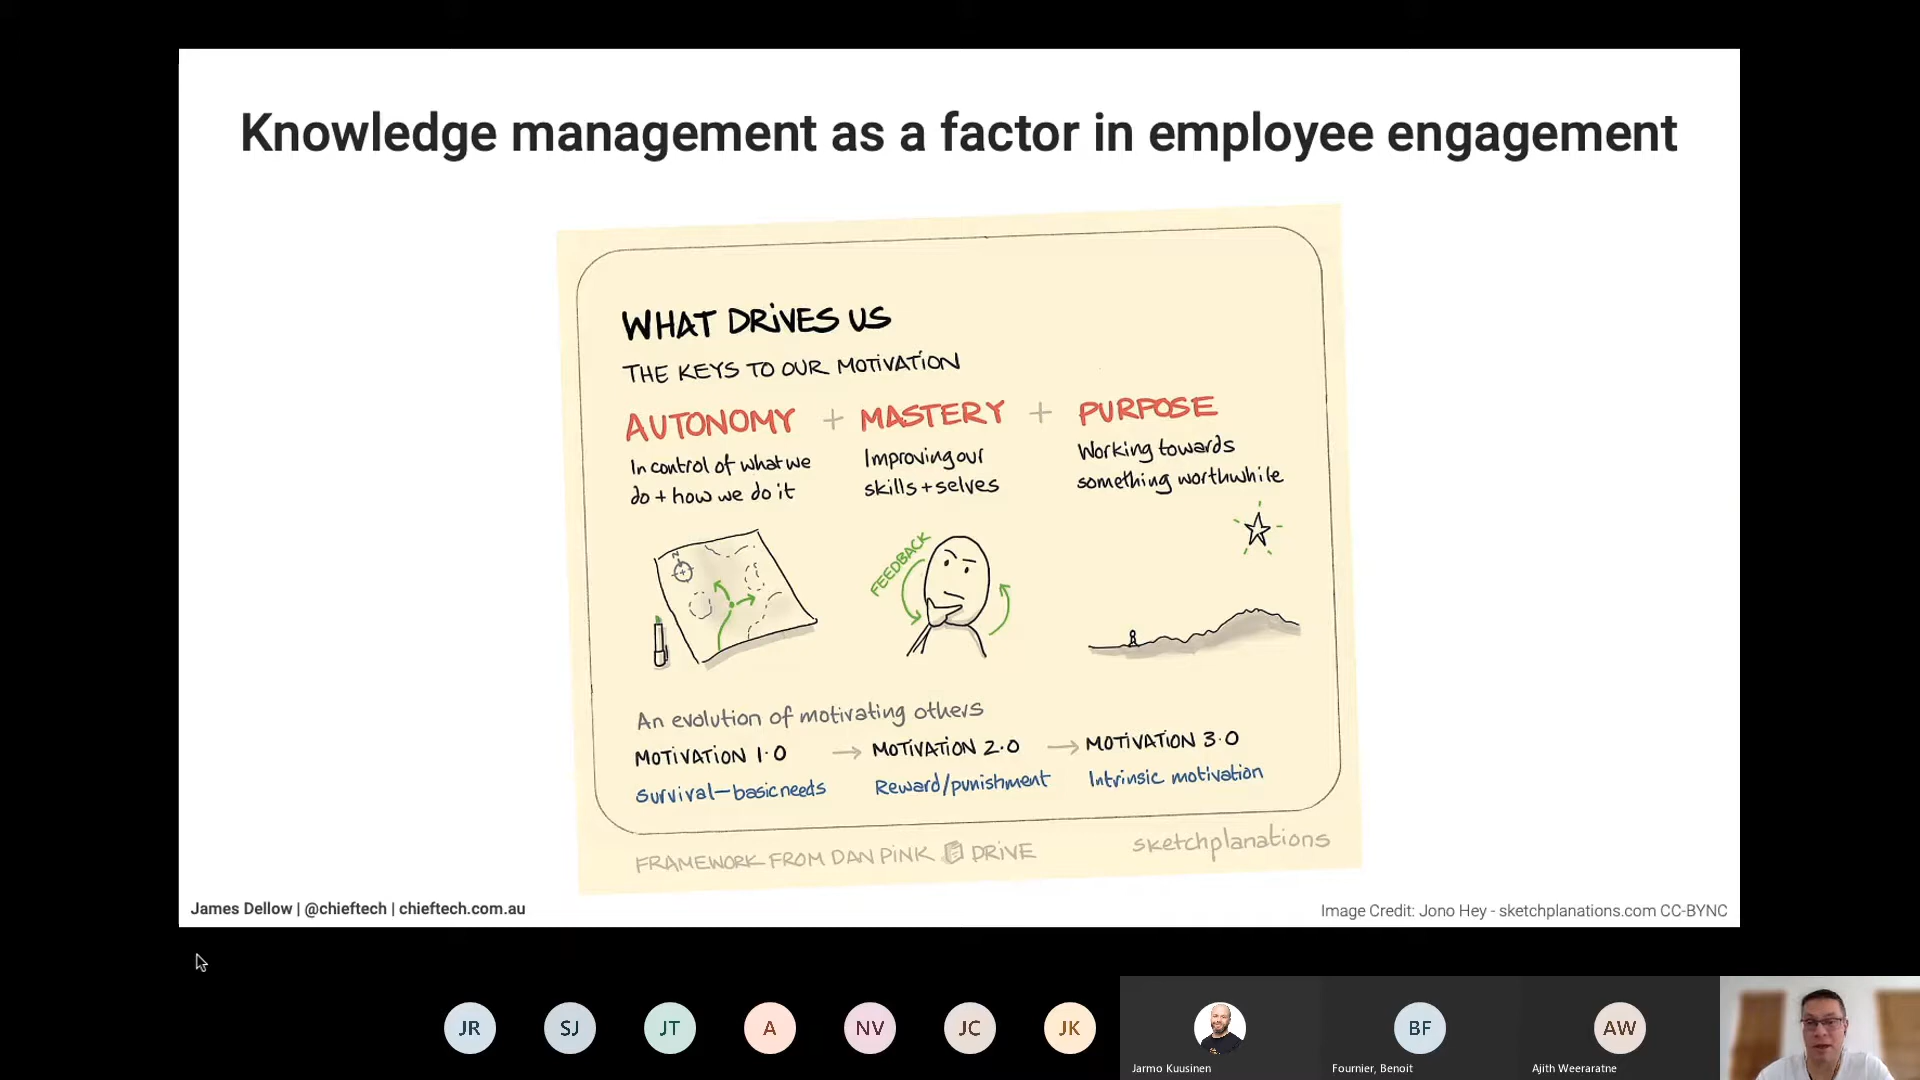 Knowledge management as a factor in employee engagement
WHAT DRIVES US
THE KEYS TO OUR MOTIVATION
AUTONOMY + MASTERY + PURPOSE
In control of what we
do + how we do it
Improving our
skills + selves
Working towards
something worthwhile
N
FEEDBACK
An evolution of motivating others
MOTIVATION 1.0 → MOTIVATION 2.0 → MOTIVATION 3.0
Survival - basic needs
Reward/punishment
Intrinsic motivation
FRAMEWORK FROM DAN PINK DRIVE
sketchplanations
James Dellow | @chieftech | chieftech.com.au
Image Credit: Jono Hey - sketchplanations.com CC-BYNC
JR
SJ
JT
A
NV
JC
JK
BF
AW
Jarmo Kuusinen
Fournier, Benoit
Ajith Weeraratne